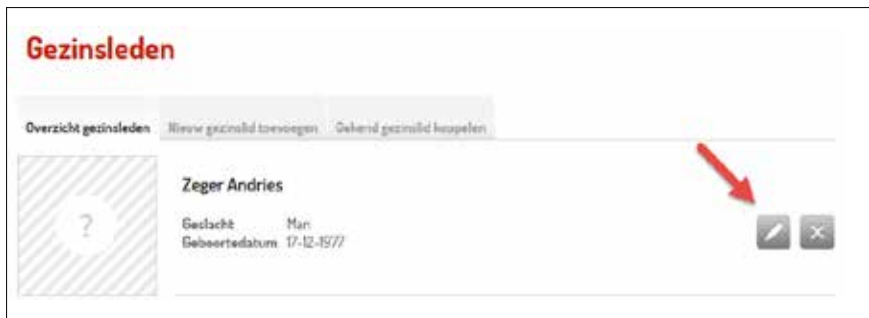 Gezinsleden
Overzicht gezinsleden Nieuw gezinslid toevoegen Gekend gezinslid koppelen
?
Zeger Andries
Geslacht Man
Geboortedatum 17-12-1977